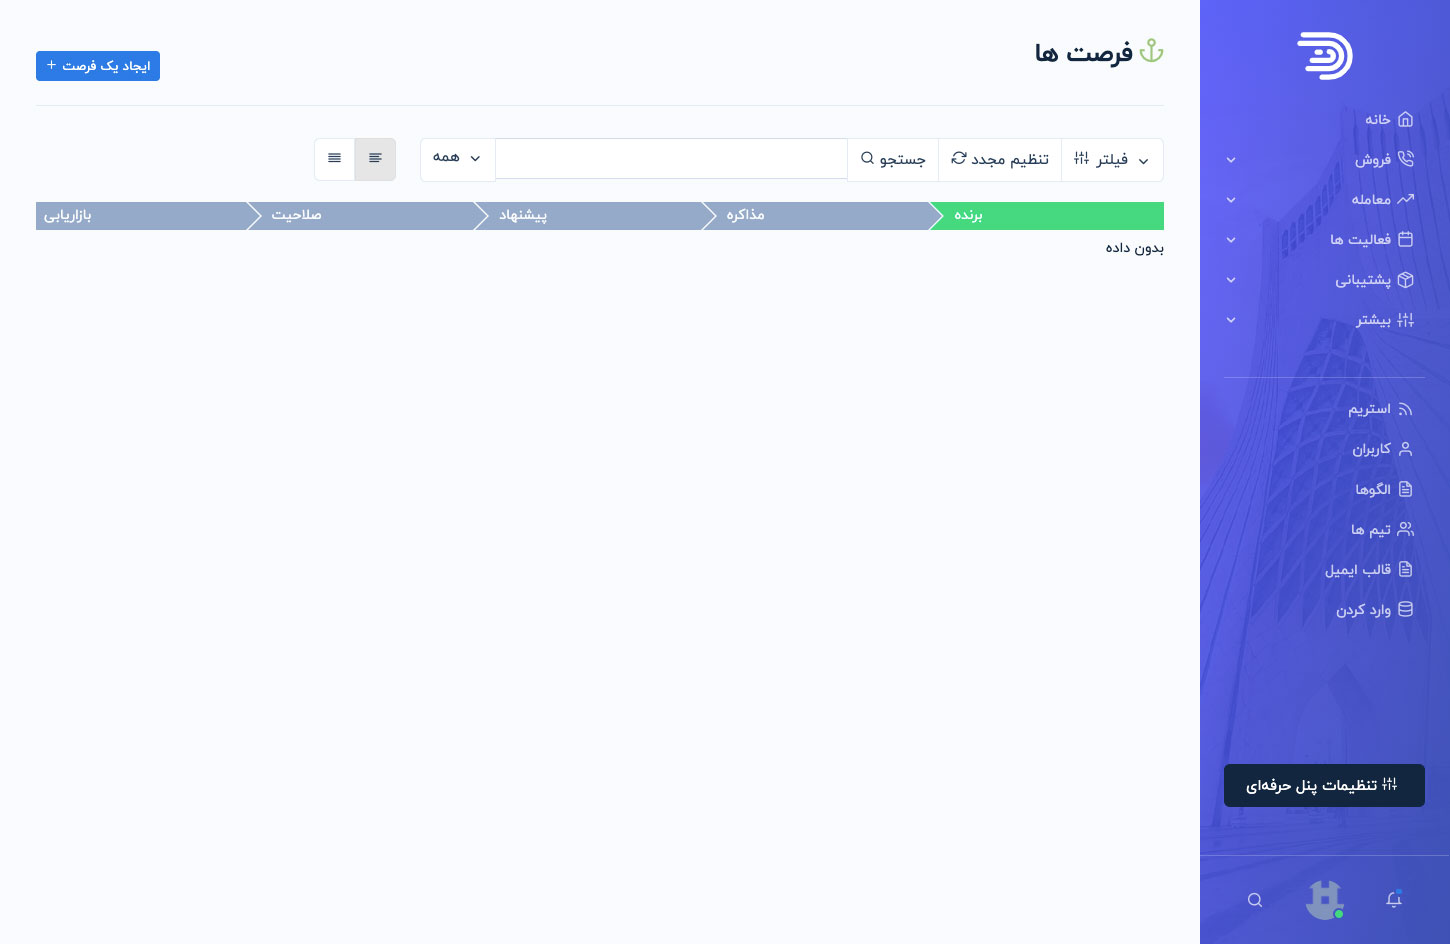 خانه
فروش
معامله
فعالیت ها
پشتیبانی
بیشتر
استریم
کاربران
الگوها
تیم ها
قالب ایمیل
وارد کردن
تنظیمات پنل حرفه‌ای
فرصت ها
ایجاد یک فرصت +
فیلتر
تنظیم مجدد
جستجو
همه
برنده
مذاکره
پیشنهاد
صلاحیت
بازاریابی
بدون داده